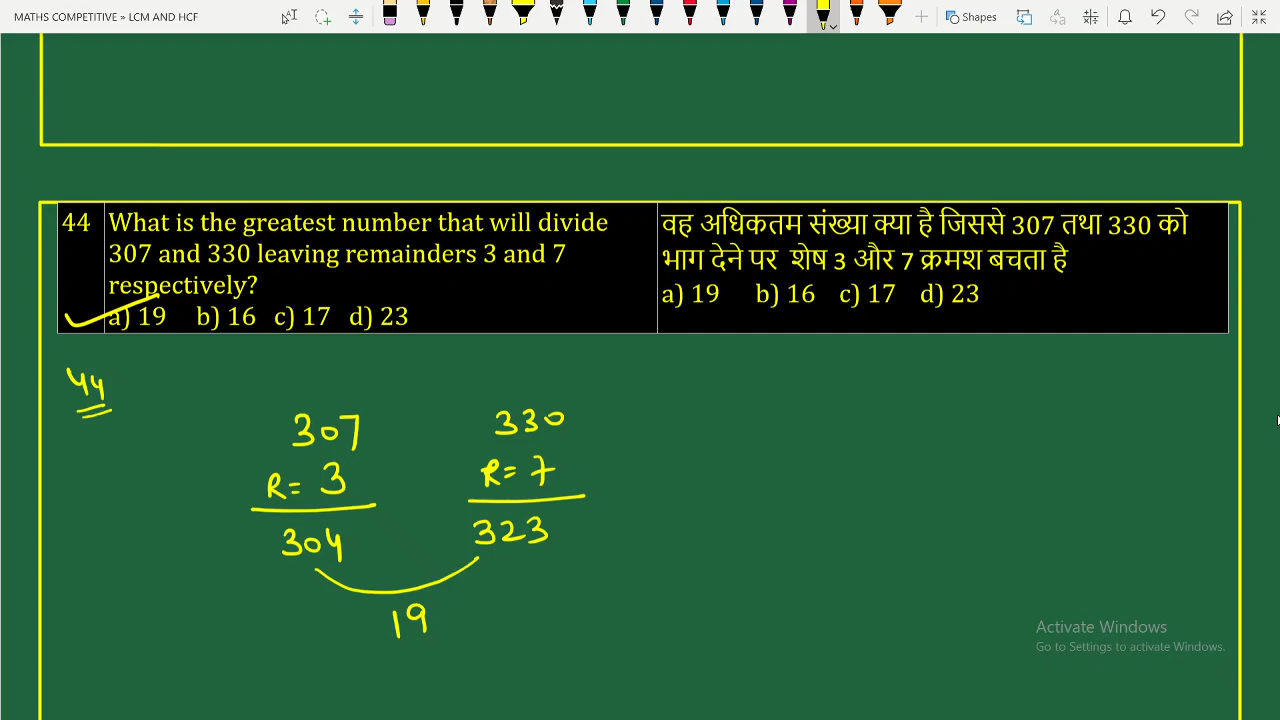 MATHS COMPETITIVE » LCM AND HCF
Shapes
44
What is the greatest number that will divide
307 and 330 leaving remainders 3 and 7
respectively?
a) 19 b) 16 c) 17 d) 23
वह अधिकतम संख्या क्या है जिससे 307 तथा 330 को
भाग देने पर शेष 3 और 7 क्रमश बचता है
a) 19 b) 16 c) 17 d) 23
44
307 330
R= 3 R= 7
304 323
19
Activate Windows
Go to Settings to activate Windows.